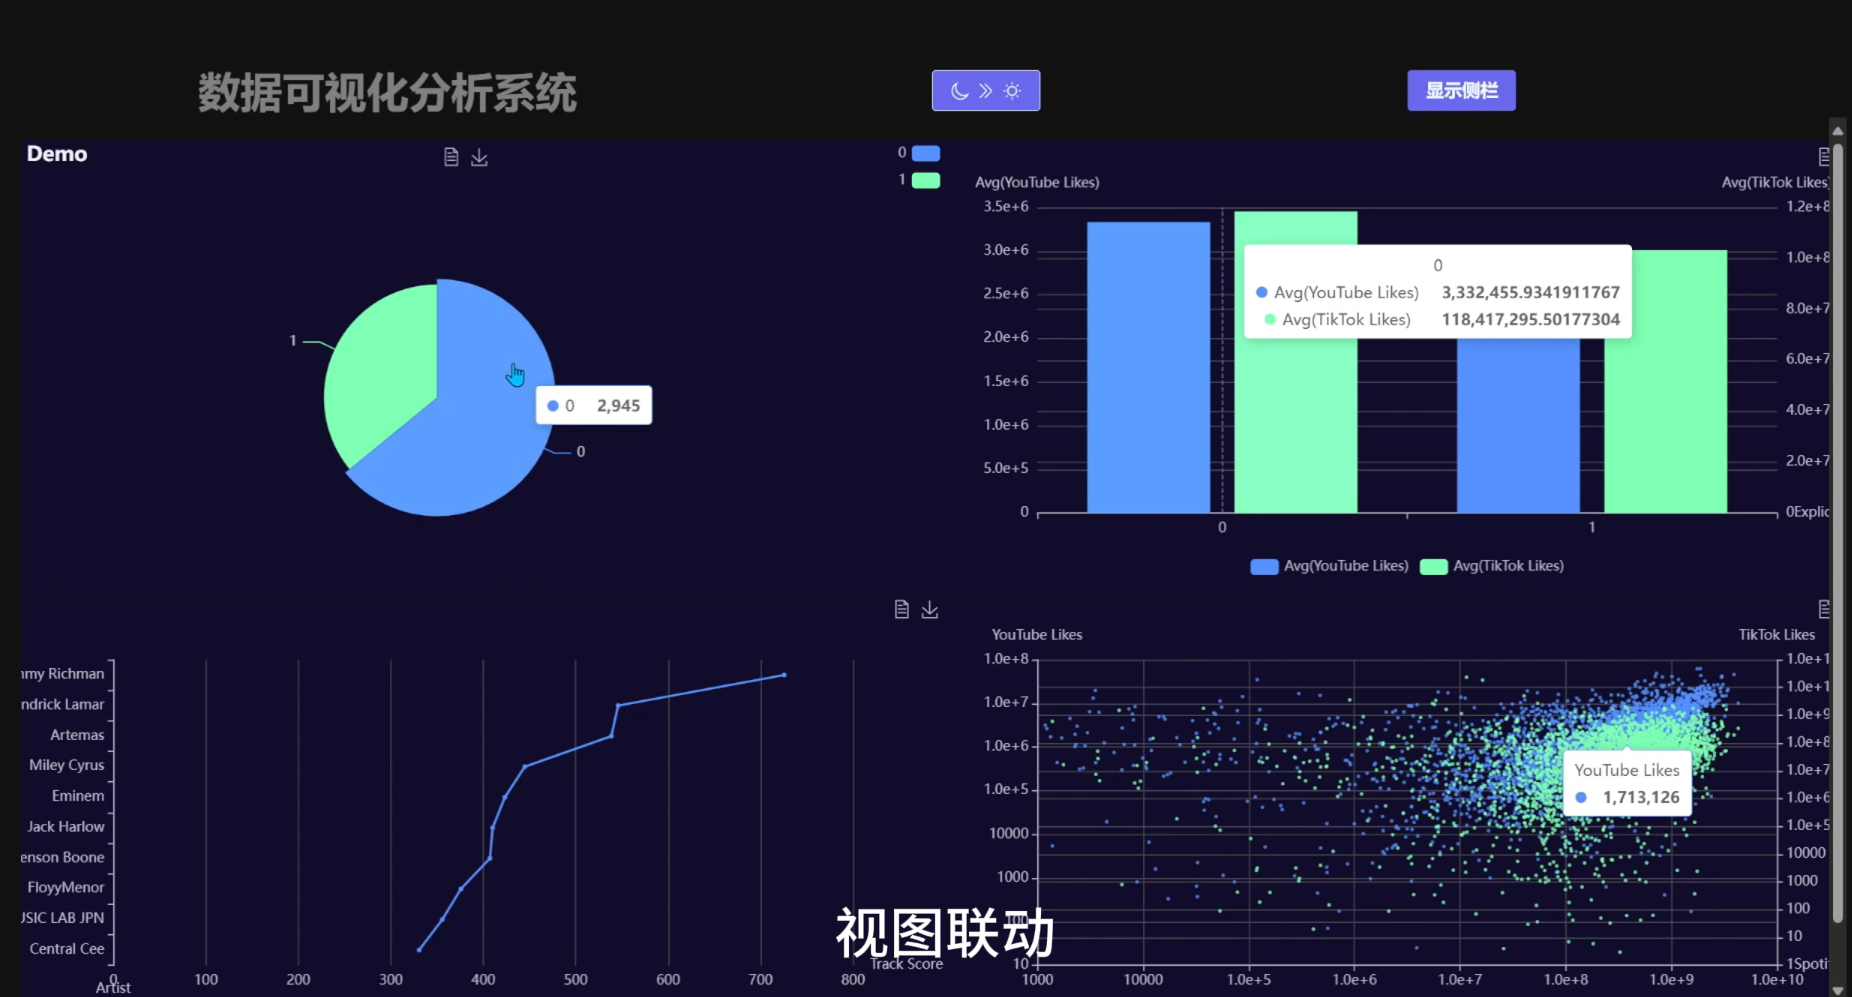 数据可视化分析系统
显示侧栏
Demo
0
1
1
0 2,945
0
Avg(YouTube Likes)
Avg(TikTok Likes)
3.5e+6
3.0e+6
2.5e+6
2.0e+6
1.5e+6
1.0e+6
5.0e+5
0
1.2e+8
1.0e+8
8.0e+7
6.0e+7
4.0e+7
2.0e+7
0Explic
0
Avg(YouTube Likes) 3,332,455.9341911767
Avg(TikTok Likes) 118,417,295.50177304
0 1
Avg(YouTube Likes) Avg(TikTok Likes)
mmy Richman
ndrick Lamar
Artemas
Miley Cyrus
Eminem
Jack Harlow
enson Boone
FloyyMenor
USIC LAB JPN
Central Cee
0 100 200 300 400 500 600 700 800
Artist
Track Score
YouTube Likes
TikTok Likes
1.0e+8
1.0e+7
1.0e+6
1.0e+5
10000
1000
100
10
1.0e+1
1.0e+1
1.0e+9
1.0e+8
1.0e+7
1.0e+6
1.0e+5
10000
1000
100
10
1Spoti
YouTube Likes
1,713,126
1000 10000 1.0e+5 1.0e+6 1.0e+7 1.0e+8 1.0e+9 1.0e+10
视图联动